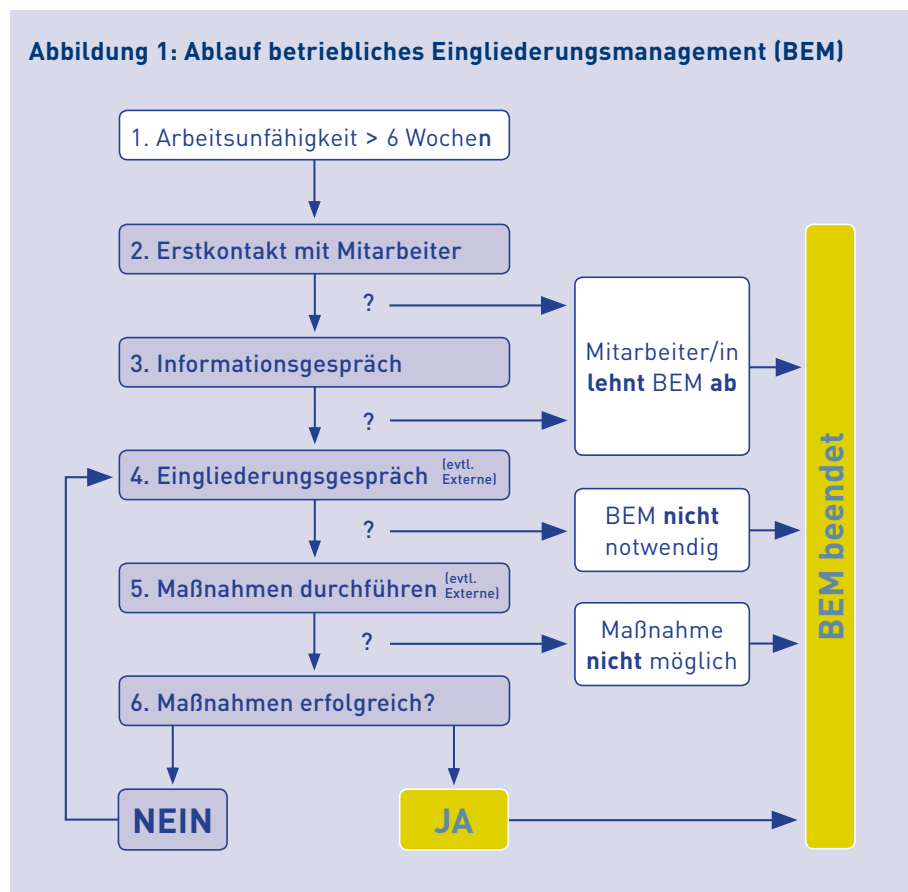 Abbildung 1: Ablauf betriebliches Eingliederungsmanagement (BEM)
1. Arbeitsunfähigkeit > 6 Wochen
2. Erstkontakt mit Mitarbeiter
?
3. Informationsgespräch
?
Mitarbeiter/in
lehnt BEM ab
4. Eingliederungsgespräch (evtl. Externe)
?
BEM nicht
notwendig
5. Maßnahmen durchführen (evtl. Externe)
?
Maßnahme
nicht möglich
6. Maßnahmen erfolgreich?
NEIN
JA
BEM beendet